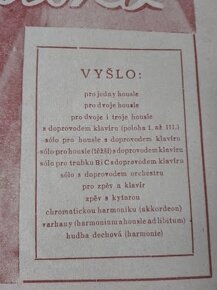 VYŠLO:
pro jedny housle
pro dvoje housle
pro dvoje i troje housle
s doprovodem klavíru (poloha I. až III.)
sólo pro housle s doprovodem klavíru
sólo pro housle (těžší) s doprovodem klavíru
sólo pro trubku B i C s doprovodem klavíru
sólo s doprovodem orchestru
pro zpěv a klavír
zpěv s kytarou
chromatickou harmoniku (akkordeon)
varhany (harmonium a housle ad libitum)
hudba dechová (harmonie)